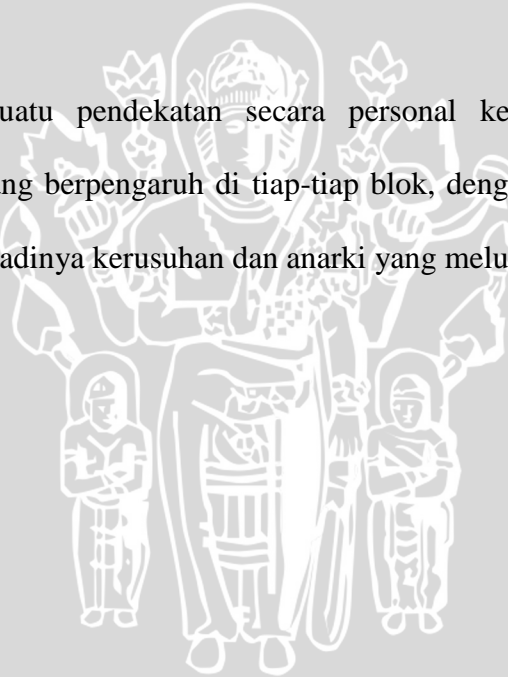 uatu pendekatan secara personal ke
ng berpengaruh di tiap-tiap blok, deng
adinya kerusuhan dan anarki yang melu